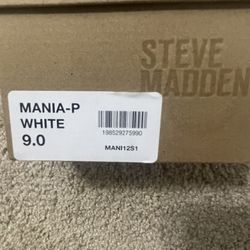 STEVE
MADDEN
MANIA-P
WHITE
9.0
198529275990
MANI12S1